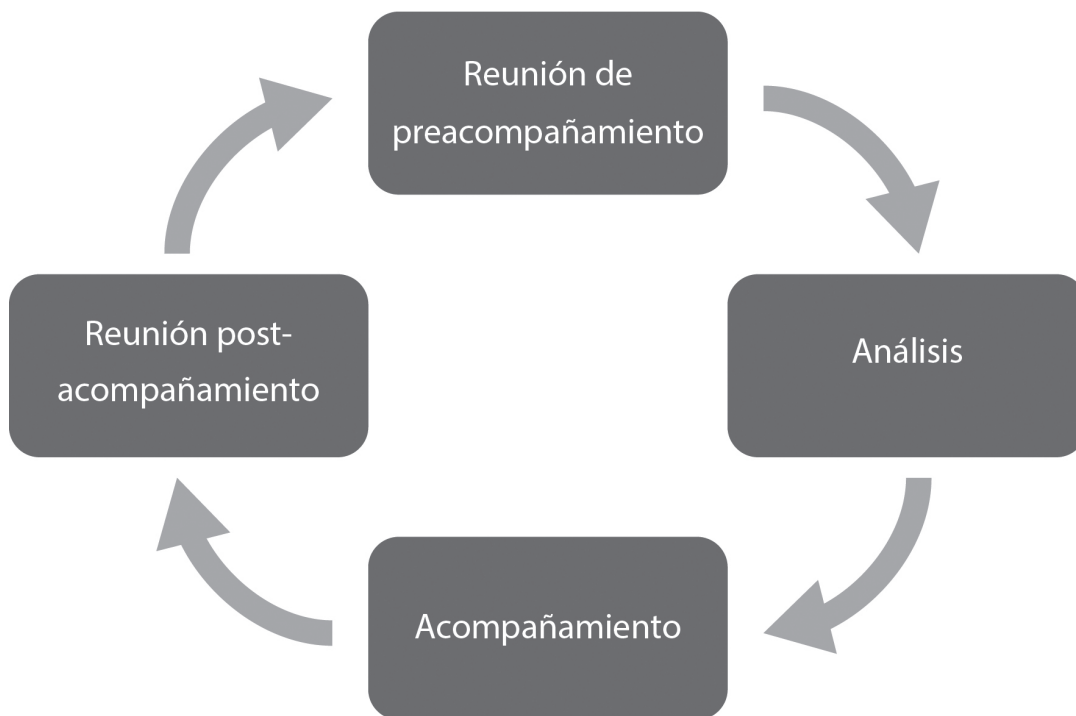 Reunión de
preacompañamiento
Análisis
Acompañamiento
Reunión post-
acompañamiento